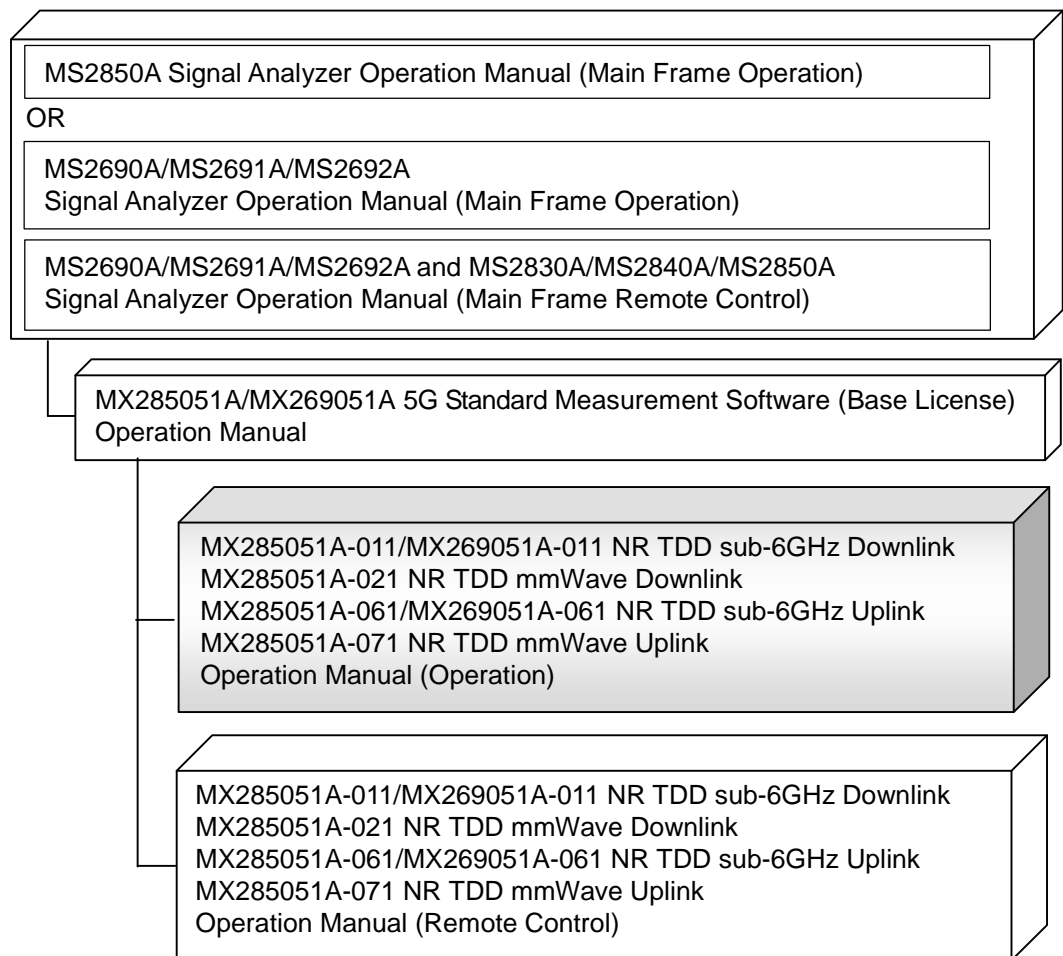 MS2850A Signal Analyzer Operation Manual (Main Frame Operation)
OR
MS2690A/MS2691A/MS2692A
Signal Analyzer Operation Manual (Main Frame Operation)
MS2690A/MS2691A/MS2692A and MS2830A/MS2840A/MS2850A
Signal Analyzer Operation Manual (Main Frame Remote Control)
MX285051A/MX269051A 5G Standard Measurement Software (Base License)
Operation Manual
MX285051A-011/MX269051A-011 NR TDD sub-6GHz Downlink
MX285051A-021 NR TDD mmWave Downlink
MX285051A-061/MX269051A-061 NR TDD sub-6GHz Uplink
MX285051A-071 NR TDD mmWave Uplink
Operation Manual (Operation)
MX285051A-011/MX269051A-011 NR TDD sub-6GHz Downlink
MX285051A-021 NR TDD mmWave Downlink
MX285051A-061/MX269051A-061 NR TDD sub-6GHz Uplink
MX285051A-071 NR TDD mmWave Uplink
Operation Manual (Remote Control)